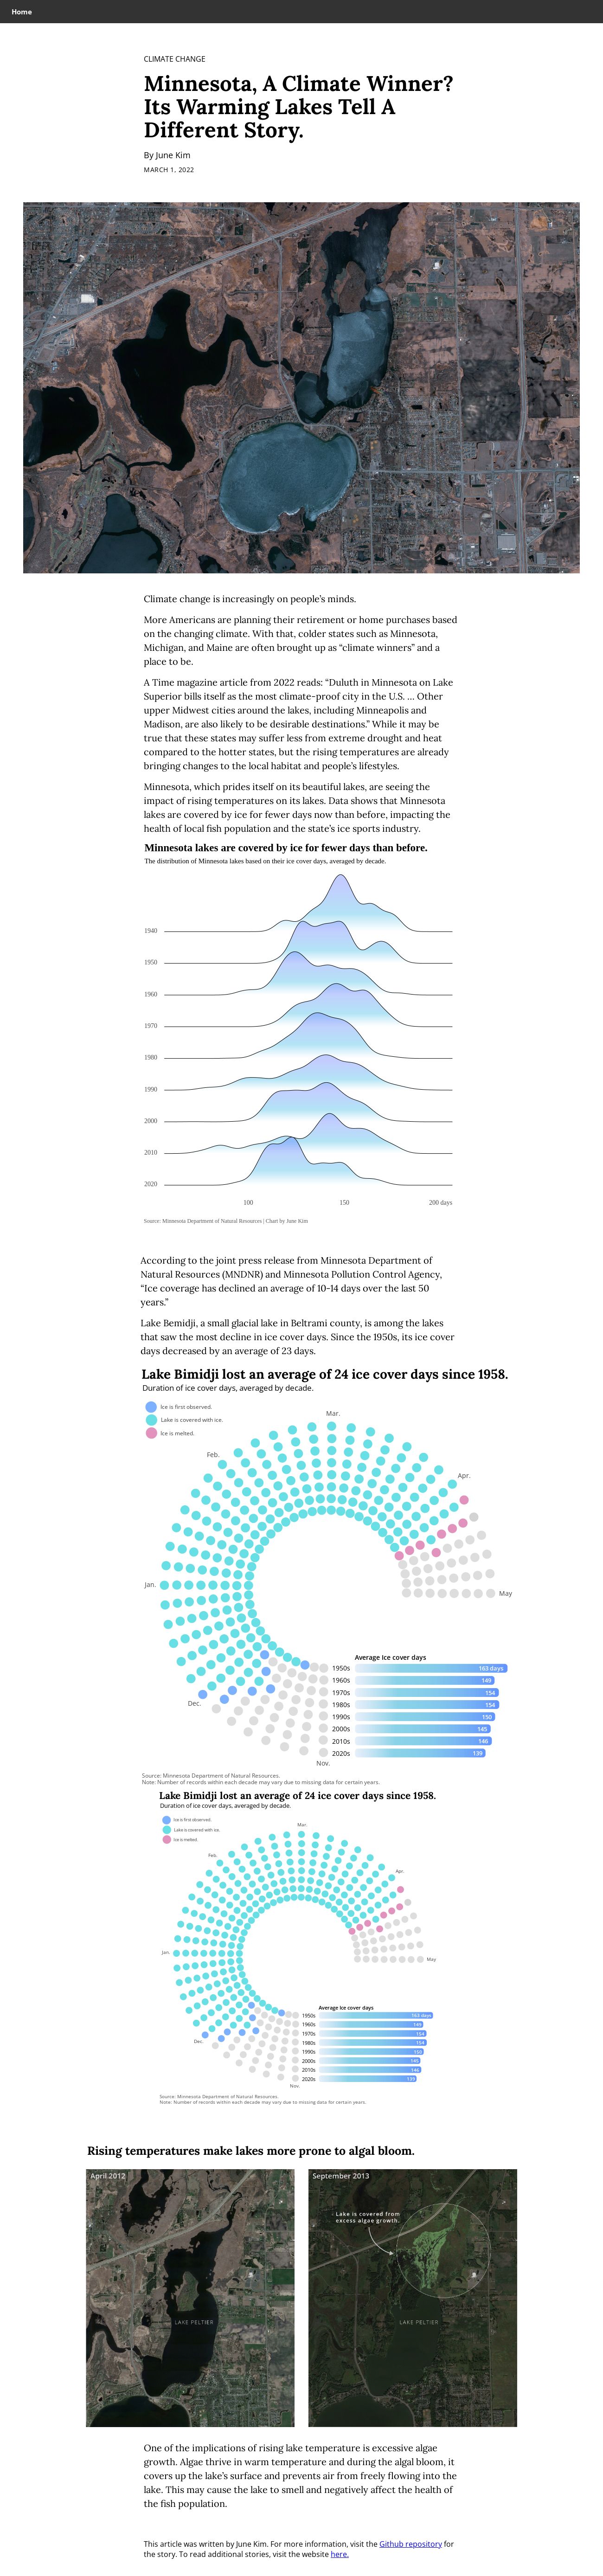 Home
CLIMATE CHANGE
Minnesota, A Climate Winner?
Its Warming Lakes Tell A
Different Story.
By June Kim
MARCH 1, 2022
Climate change is increasingly on people's minds.
More Americans are planning their retirement or home purchases based
on the changing climate. With that, colder states such as Minnesota,
Michigan, and Maine are often brought up as “climate winners” and a
place to be.
A Time magazine article from 2022 reads: “Duluth in Minnesota on Lake
Superior bills itself as the most climate-proof city in the U.S. … Other
upper Midwest cities around the lakes, including Minneapolis and
Madison, are also likely to be desirable destinations.” While it may be
true that these states may suffer less from extreme drought and heat
compared to the hotter states, but the rising temperatures are already
bringing changes to the local habitat and people's lifestyles.
Minnesota, which prides itself on its beautiful lakes, are seeing the
impact of rising temperatures on its lakes. Data shows that Minnesota
lakes are covered by ice for fewer days now than before, impacting the
health of local fish population and the state's ice sports industry.
Minnesota lakes are covered by ice for fewer days than before.
The distribution of Minnesota lakes based on their ice cover days, averaged by decade.
1940
1950
1960
1970
1980
1990
2000
2010
2020
100 150 200 days
Source: Minnesota Department of Natural Resources | Chart by June Kim
According to the joint press release from Minnesota Department of
Natural Resources (MNDNR) and Minnesota Pollution Control Agency,
“Ice coverage has declined an average of 10-14 days over the last 50
years.”
Lake Bemidji, a small glacial lake in Beltrami county, is among the lakes
that saw the most decline in ice cover days. Since the 1950s, its ice cover
days decreased by an average of 23 days.
Lake Bimidji lost an average of 24 ice cover days since 1958.
Duration of ice cover days, averaged by decade.
Ice is first observed.
Lake is covered with ice.
Ice is melted.
Mar.
Feb.
Apr.
Jan.
May
Dec.
Nov.
Average Ice cover days
1950s 163 days
1960s 149
1970s 154
1980s 154
1990s 150
2000s 145
2010s 146
2020s 139
Source: Minnesota Department of Natural Resources.
Note: Number of records within each decade may vary due to missing data for certain years.
Lake Bimidji lost an average of 24 ice cover days since 1958.
Duration of ice cover days, averaged by decade.
Ice is first observed.
Lake is covered with ice.
Ice is melted.
Mar.
Feb.
Apr.
Jan.
May
Dec.
Nov.
Average Ice cover days
1950s 163 days
1960s 149
1970s 154
1980s 154
1990s 150
2000s 145
2010s 146
2020s 139
Source: Minnesota Department of Natural Resources.
Note: Number of records within each decade may vary due to missing data for certain years.
Rising temperatures make lakes more prone to algal bloom.
April 2012
LAKE PELTIER
September 2013
Lake is covered from
excess algae growth.
LAKE PELTIER
One of the implications of rising lake temperature is excessive algae
growth. Algae thrive in warm temperature and during the algal bloom, it
covers up the lake's surface and prevents air from freely flowing into the
lake. This may cause the lake to smell and negatively affect the health of
the fish population.
This article was written by June Kim. For more information, visit the Github repository for
the story. To read additional stories, visit the website here.